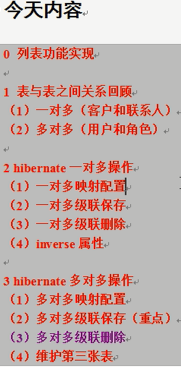 今天内容
0 列表功能实现
1 表与表之间关系回顾
（1）一对多（客户和联系人）
（2）多对多（用户和角色）
2 hibernate 一对多操作
（1）一对多映射配置
（2）一对多级联保存
（3）一对多级联删除
（4）inverse 属性
3 hibernate 多对多操作
（1）多对多映射配置
（2）多对多级联保存（重点）
（3）多对多级联删除
（4）维护第三张表